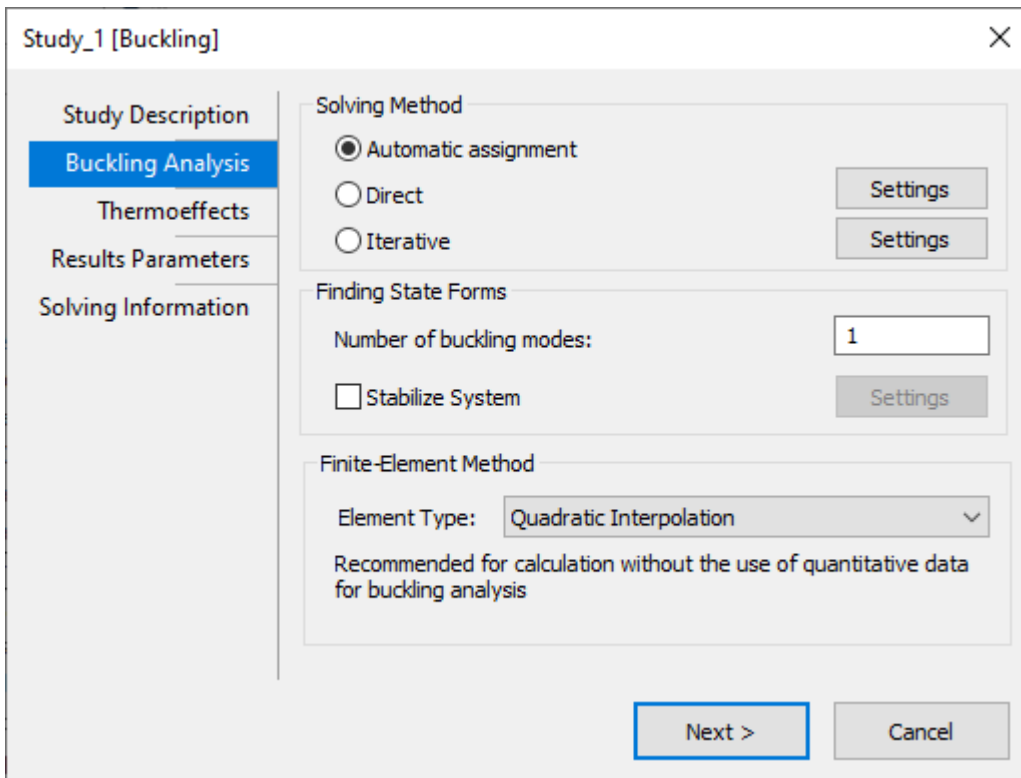 Study_1 [Buckling]
Study Description
Buckling Analysis
Thermoeffects
Results Parameters
Solving Information
Solving Method
Automatic assignment
Direct
Settings
Iterative
Settings
Finding State Forms
Number of buckling modes:
1
Stabilize System
Settings
Finite-Element Method
Element Type:
Quadratic Interpolation
Recommended for calculation without the use of quantitative data
for buckling analysis
Next >
Cancel